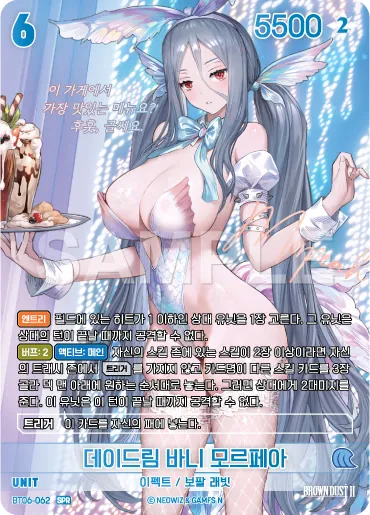 6
5500 2
이 가게에서
가장 맛있는 메뉴요?
후훗, 글쎄요.
SAMPLE
엔트리 필드에 있는 히트가 1 이하인 상대 유닛을 1장 고른다. 그 유닛은
상대의 턴이 끝날 때까지 공격할 수 없다.
버프: 2 액티브: 메인 자신의 스킬 존에 있는 스킬이 2장 이상이라면 자신
의 트래시 존에서 트리거 를 가지지 않고 카드명이 다른 스킬 카드를 3장
골라 덱 맨 아래에 원하는 순서대로 놓는다. 그러면 상대에게 2대미지를
준다. 이 유닛은 이 턴이 끝날 때까지 공격할 수 없다.
트리거 이 카드를 자신의 패에 넣는다.
데이드림 바니 모르페아
UNIT
이펙트 / 보팔 래빗
BT06-062 SPR
© NEOWIZ & GAMFS.N
BROWN DUST II